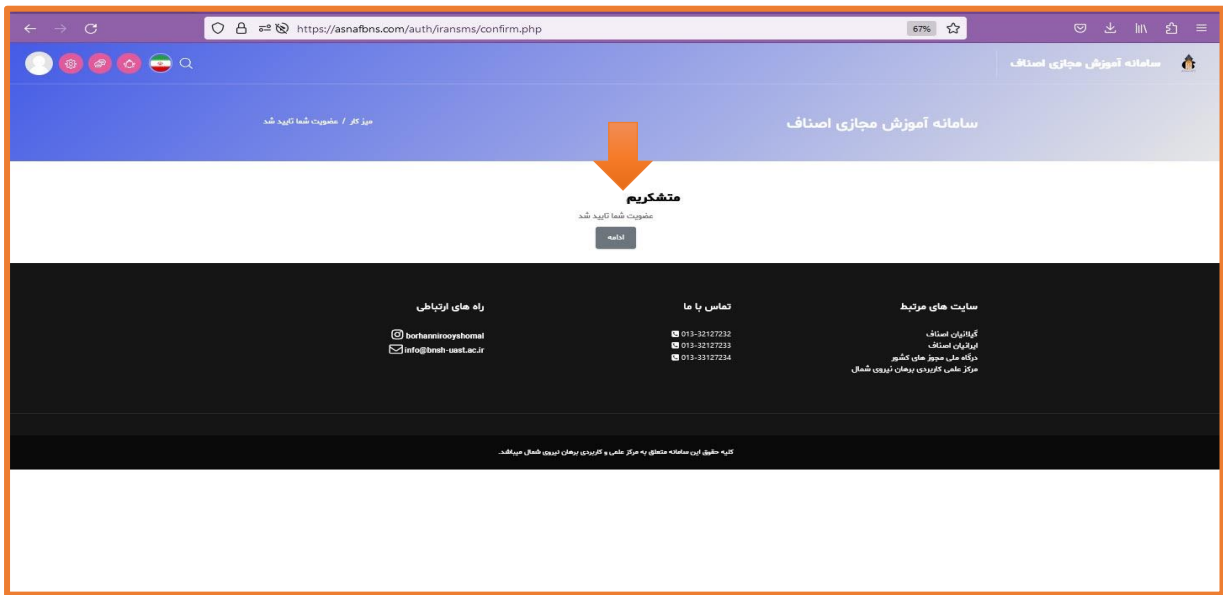 https://asnafbns.com/auth/iransms/confirm.php
67%
سامانه آموزش مجازی اصناف
سامانه آموزش مجازی اصناف
میز کار / عضویت شما تایید شد
متشکریم
عضویت شما تایید شد
ادامه
سایت های مرتبط
گیلانیان اصناف
ایرانیان اصناف
درگاه ملی مجوز های کشور
مرکز علمی کاربردی برهان نیروی شمال
تماس با ما
013-32127232
013-32127233
013-33127234
راه های ارتباطی
borhannirooyshomal
info@bnsh-uast.ac.ir
کلیه حقوق این سامانه متعلق به مرکز علمی و کاربردی برهان نیروی شمال میباشد.